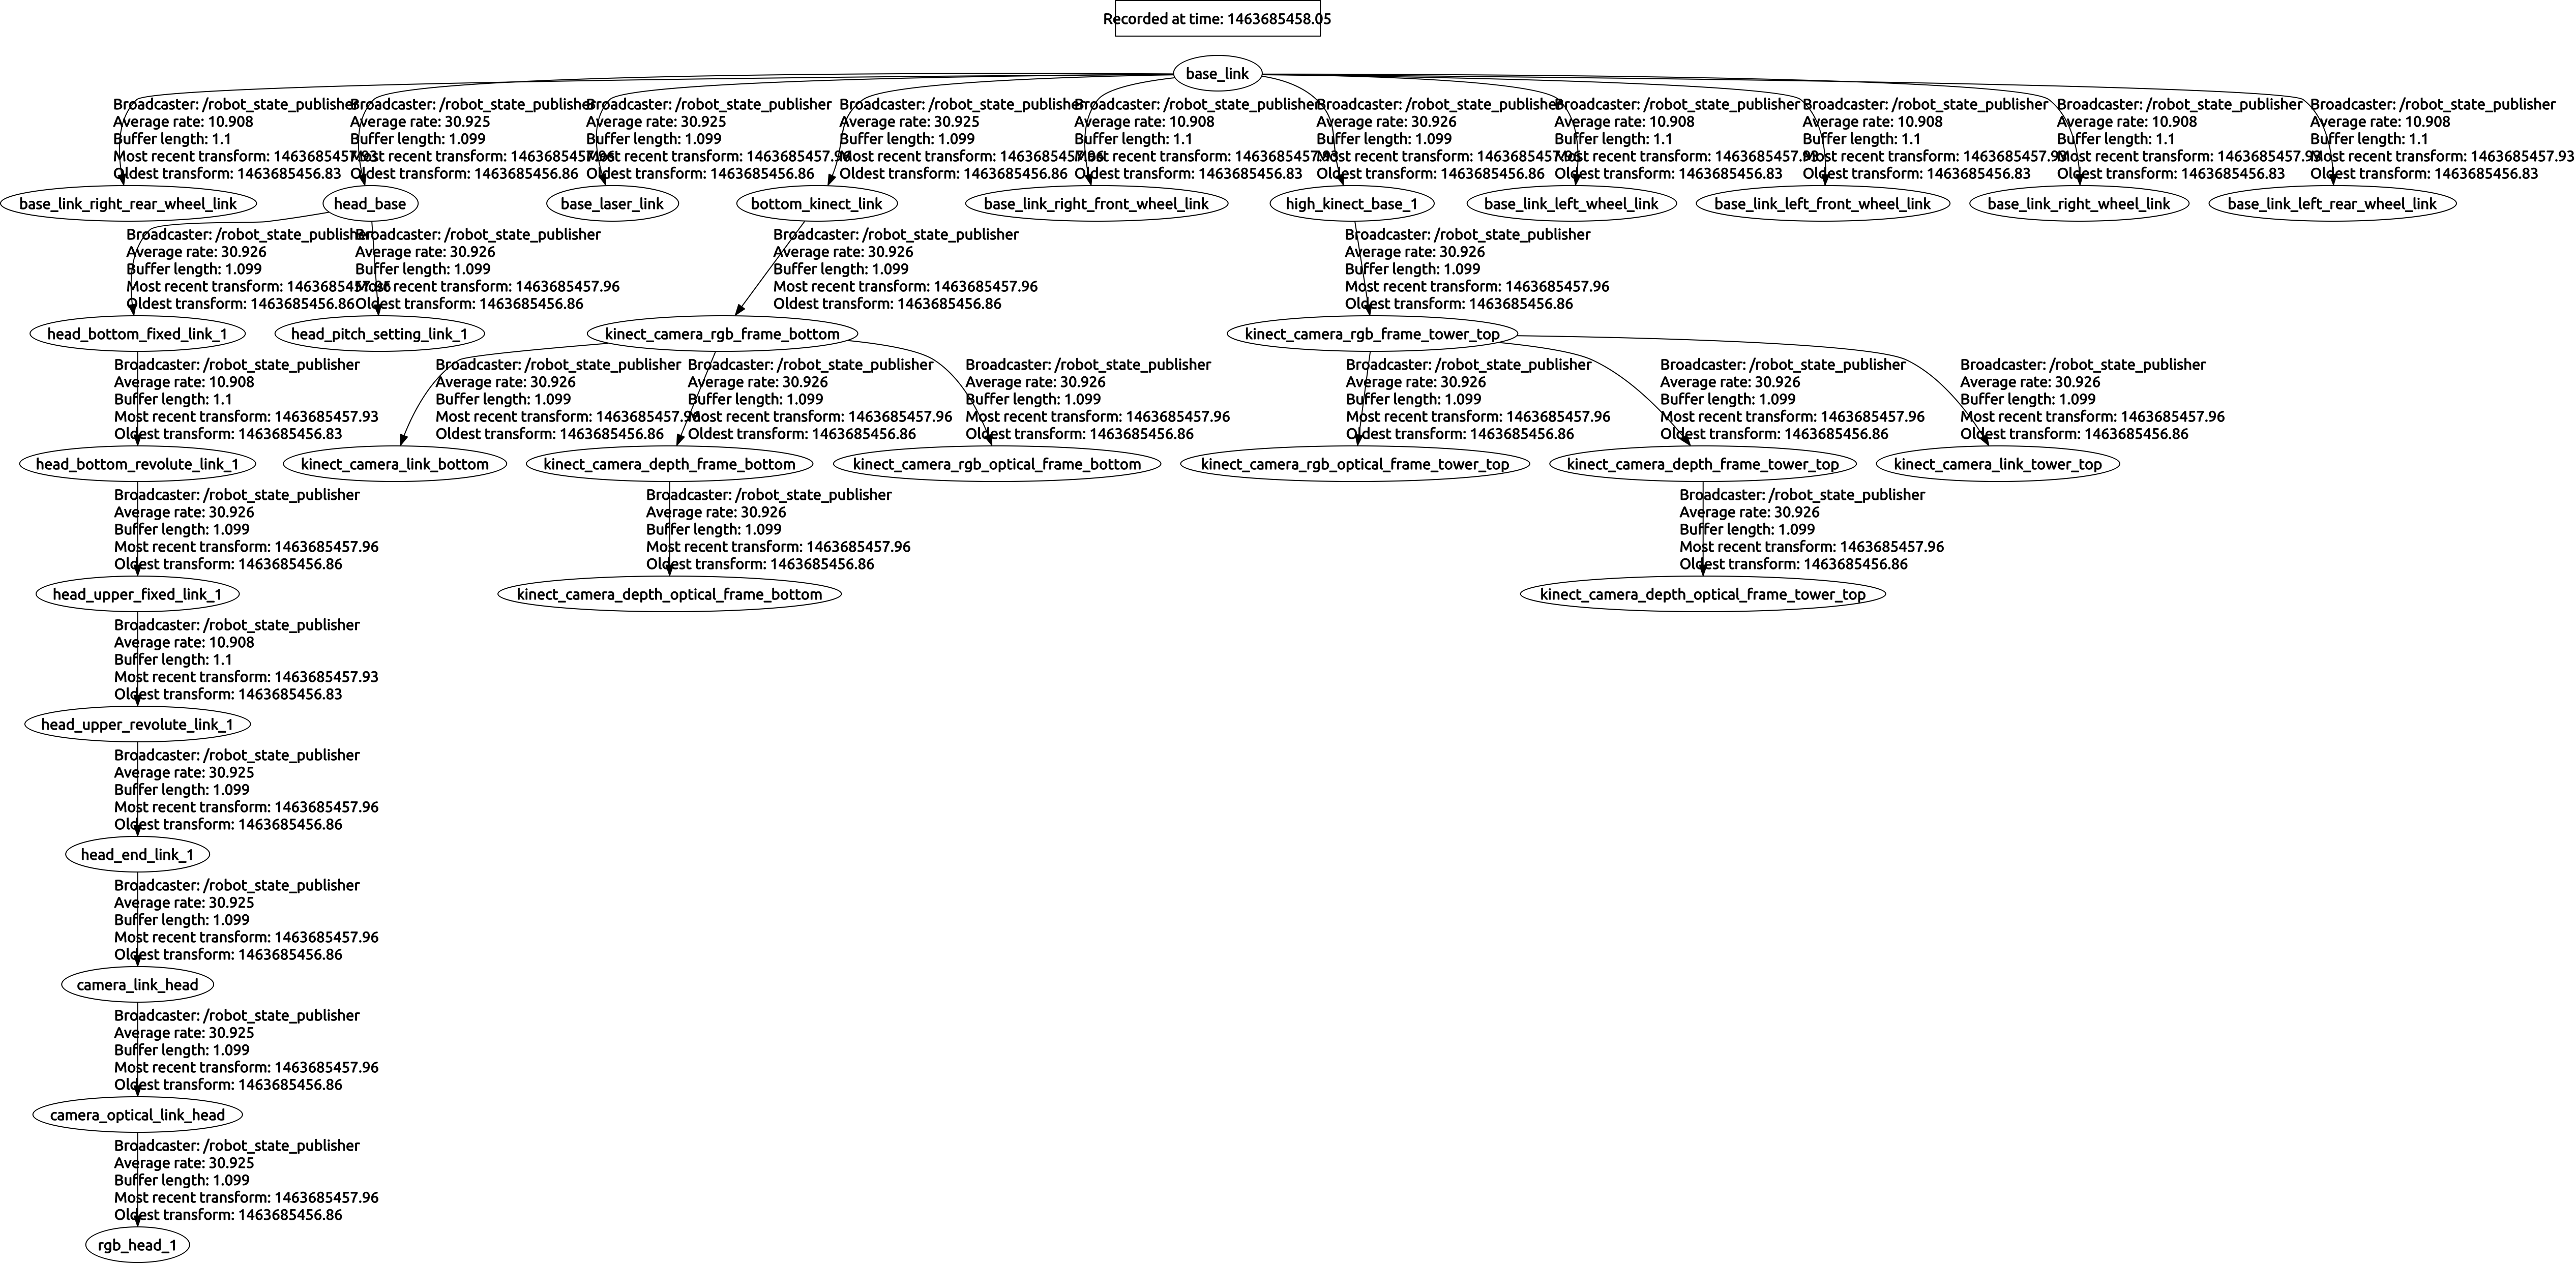 Recorded at time: 1463685458.05
base_link
Broadcaster: /robot_state_publisher
Average rate: 10.908
Buffer length: 1.1
Most recent transform: 1463685457.93
Oldest transform: 1463685456.83
Broadcaster: /robot_state_publisher
Average rate: 30.925
Buffer length: 1.099
Most recent transform: 1463685457.96
Oldest transform: 1463685456.86
Broadcaster: /robot_state_publisher
Average rate: 30.925
Buffer length: 1.099
Most recent transform: 1463685457.96
Oldest transform: 1463685456.86
Broadcaster: /robot_state_publisher
Average rate: 30.925
Buffer length: 1.099
Most recent transform: 1463685457.96
Oldest transform: 1463685456.86
Broadcaster: /robot_state_publisher
Average rate: 10.908
Buffer length: 1.1
Most recent transform: 1463685457.93
Oldest transform: 1463685456.83
Broadcaster: /robot_state_publisher
Average rate: 30.926
Buffer length: 1.099
Most recent transform: 1463685457.96
Oldest transform: 1463685456.86
Broadcaster: /robot_state_publisher
Average rate: 10.908
Buffer length: 1.1
Most recent transform: 1463685457.93
Oldest transform: 1463685456.83
Broadcaster: /robot_state_publisher
Average rate: 10.908
Buffer length: 1.1
Most recent transform: 1463685457.93
Oldest transform: 1463685456.83
Broadcaster: /robot_state_publisher
Average rate: 10.908
Buffer length: 1.1
Most recent transform: 1463685457.93
Oldest transform: 1463685456.83
Broadcaster: /robot_state_publisher
Average rate: 10.908
Buffer length: 1.1
Most recent transform: 1463685457.93
Oldest transform: 1463685456.83
base_link_right_rear_wheel_link
head_base
base_laser_link
bottom_kinect_link
base_link_right_front_wheel_link
high_kinect_base_1
base_link_left_wheel_link
base_link_left_front_wheel_link
base_link_right_wheel_link
base_link_left_rear_wheel_link
Broadcaster: /robot_state_publisher
Average rate: 30.926
Buffer length: 1.099
Most recent transform: 1463685457.96
Oldest transform: 1463685456.86
Broadcaster: /robot_state_publisher
Average rate: 30.926
Buffer length: 1.099
Most recent transform: 1463685457.96
Oldest transform: 1463685456.86
Broadcaster: /robot_state_publisher
Average rate: 30.926
Buffer length: 1.099
Most recent transform: 1463685457.96
Oldest transform: 1463685456.86
Broadcaster: /robot_state_publisher
Average rate: 30.926
Buffer length: 1.099
Most recent transform: 1463685457.96
Oldest transform: 1463685456.86
head_bottom_fixed_link_1
head_pitch_setting_link_1
kinect_camera_rgb_frame_bottom
kinect_camera_rgb_frame_tower_top
Broadcaster: /robot_state_publisher
Average rate: 10.908
Buffer length: 1.1
Most recent transform: 1463685457.93
Oldest transform: 1463685456.83
Broadcaster: /robot_state_publisher
Average rate: 30.926
Buffer length: 1.099
Most recent transform: 1463685457.96
Oldest transform: 1463685456.86
Broadcaster: /robot_state_publisher
Average rate: 30.926
Buffer length: 1.099
Most recent transform: 1463685457.96
Oldest transform: 1463685456.86
Broadcaster: /robot_state_publisher
Average rate: 30.926
Buffer length: 1.099
Most recent transform: 1463685457.96
Oldest transform: 1463685456.86
Broadcaster: /robot_state_publisher
Average rate: 30.926
Buffer length: 1.099
Most recent transform: 1463685457.96
Oldest transform: 1463685456.86
Broadcaster: /robot_state_publisher
Average rate: 30.926
Buffer length: 1.099
Most recent transform: 1463685457.96
Oldest transform: 1463685456.86
Broadcaster: /robot_state_publisher
Average rate: 30.926
Buffer length: 1.099
Most recent transform: 1463685457.96
Oldest transform: 1463685456.86
head_bottom_revolute_link_1
kinect_camera_link_bottom
kinect_camera_depth_frame_bottom
kinect_camera_rgb_optical_frame_bottom
kinect_camera_rgb_optical_frame_tower_top
kinect_camera_depth_frame_tower_top
kinect_camera_link_tower_top
Broadcaster: /robot_state_publisher
Average rate: 30.926
Buffer length: 1.099
Most recent transform: 1463685457.96
Oldest transform: 1463685456.86
Broadcaster: /robot_state_publisher
Average rate: 30.926
Buffer length: 1.099
Most recent transform: 1463685457.96
Oldest transform: 1463685456.86
Broadcaster: /robot_state_publisher
Average rate: 30.926
Buffer length: 1.099
Most recent transform: 1463685457.96
Oldest transform: 1463685456.86
head_upper_fixed_link_1
kinect_camera_depth_optical_frame_bottom
kinect_camera_depth_optical_frame_tower_top
Broadcaster: /robot_state_publisher
Average rate: 10.908
Buffer length: 1.1
Most recent transform: 1463685457.93
Oldest transform: 1463685456.83
head_upper_revolute_link_1
Broadcaster: /robot_state_publisher
Average rate: 30.925
Buffer length: 1.099
Most recent transform: 1463685457.96
Oldest transform: 1463685456.86
head_end_link_1
Broadcaster: /robot_state_publisher
Average rate: 30.925
Buffer length: 1.099
Most recent transform: 1463685457.96
Oldest transform: 1463685456.86
camera_link_head
Broadcaster: /robot_state_publisher
Average rate: 30.925
Buffer length: 1.099
Most recent transform: 1463685457.96
Oldest transform: 1463685456.86
camera_optical_link_head
Broadcaster: /robot_state_publisher
Average rate: 30.925
Buffer length: 1.099
Most recent transform: 1463685457.96
Oldest transform: 1463685456.86
rgb_head_1